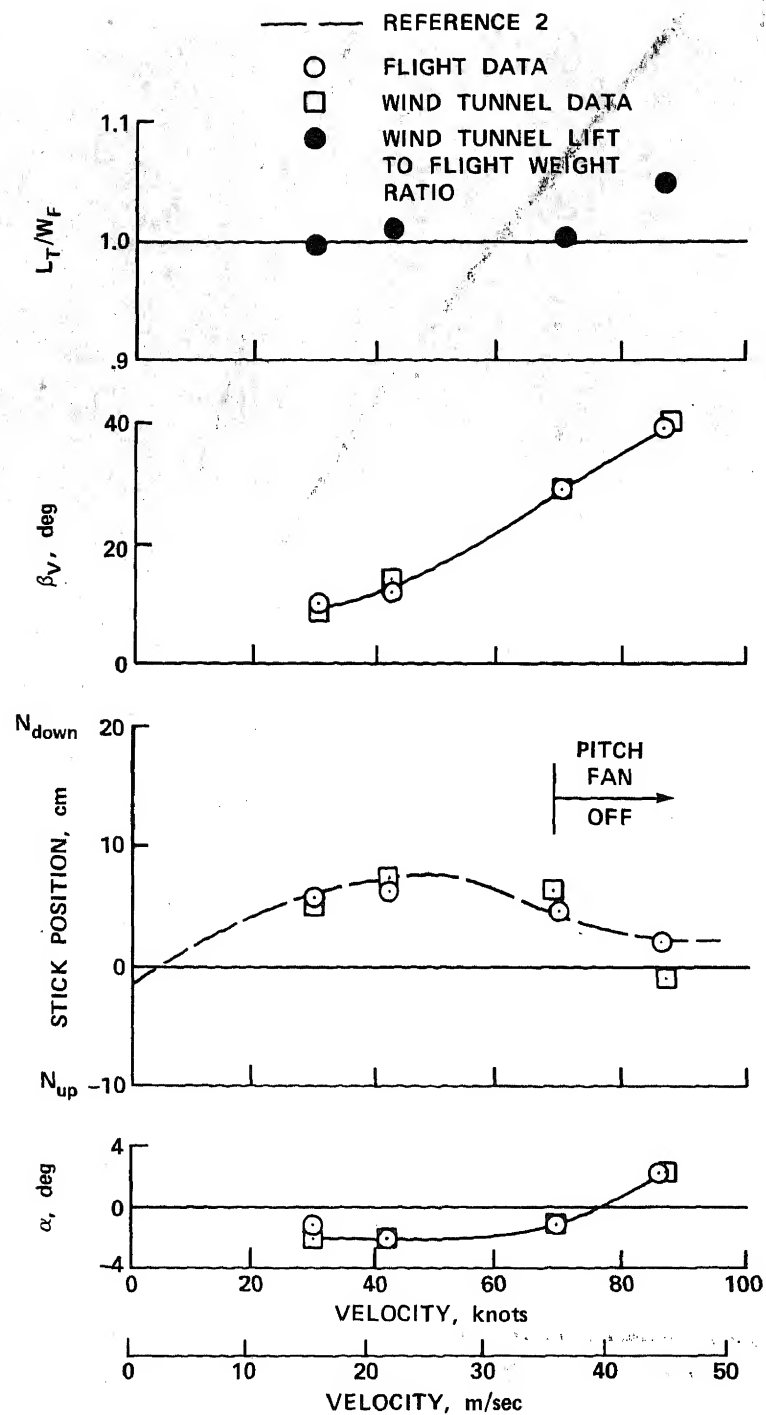 REFERENCE 2
FLIGHT DATA
WIND TUNNEL DATA
WIND TUNNEL LIFT
TO FLIGHT WEIGHT
RATIO
1.1
1.0
.9
L_T/W_F
40
20
0
β_V, deg
N_down 20
10
0
N_up -10
STICK POSITION, cm
PITCH
FAN
OFF
4
0
-4
α, deg
0 20 40 60 80 100
VELOCITY, knots
0 10 20 30 40 50
VELOCITY, m/sec